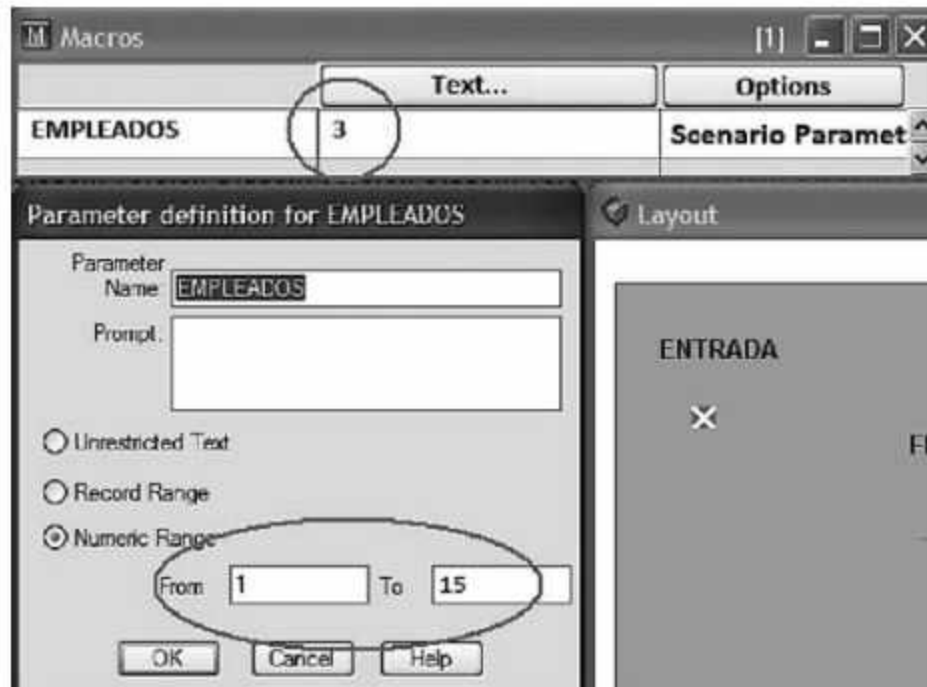 Macros [1]
Text... Options
EMPLEADOS 3 Scenario Paramet
Parameter definition for EMPLEADOS
Layout
Parameter
Name EMPLEADOS
Prompt:
ENTRADA
Unrestricted Text
Record Range
Numeric Range
From 1 To 15
OK Cancel Help